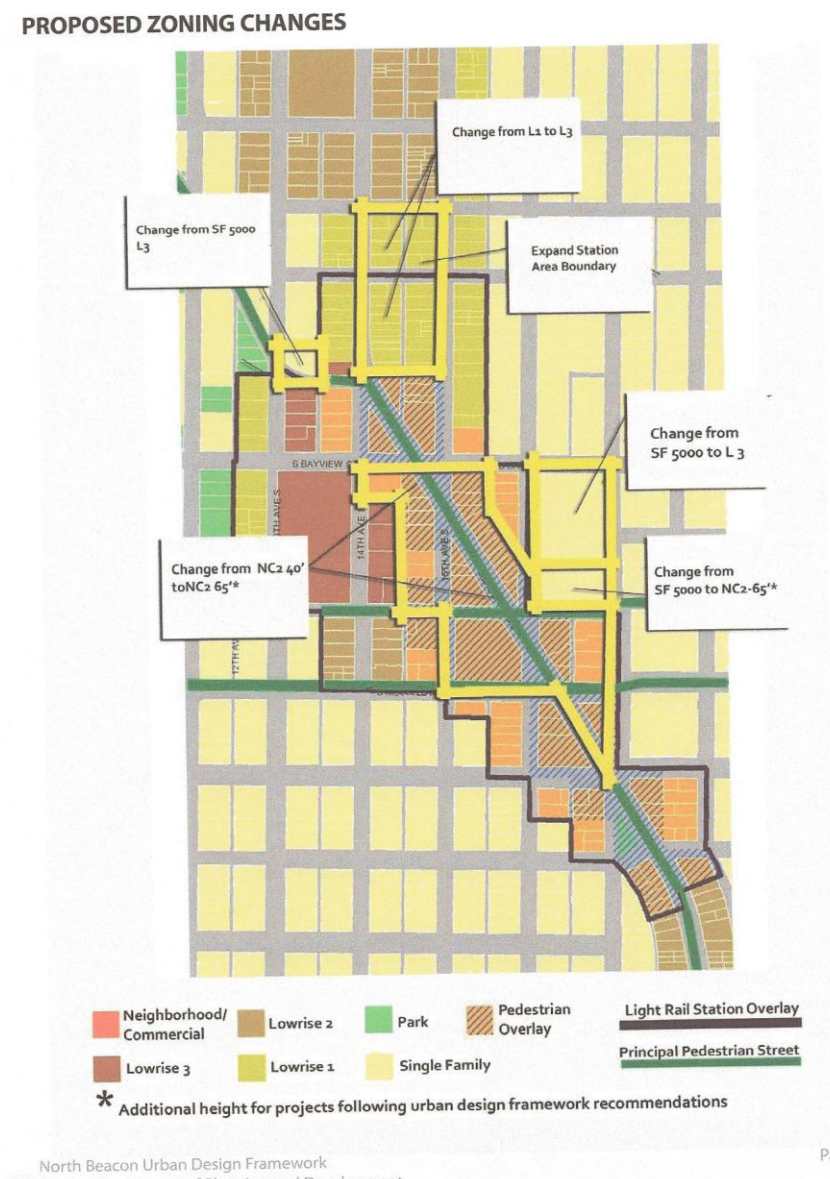 PROPOSED ZONING CHANGES
Change from L1 to L3
Change from SF 5000
L3
Expand Station
Area Boundary
Change from
SF 5000 to L 3
S BAYVIEW
14TH AVE
16TH AVE S
TH AVE S
Change from NC2 40'
toNC2 65'*
Change from
SF 5000 to NC2-65'*
12TH AVE
Neighborhood/
Commercial
Lowrise 2
Park
Pedestrian
Overlay
Light Rail Station Overlay
Lowrise 3
Lowrise 1
Single Family
Principal Pedestrian Street
* Additional height for projects following urban design framework recommendations
North Beacon Urban Design Framework